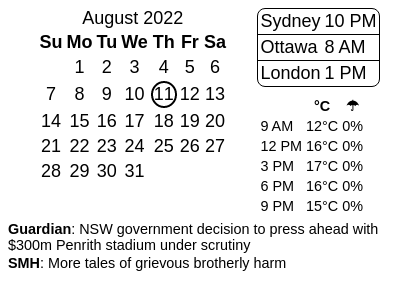 August 2022
Su Mo Tu We Th Fr Sa
1 2 3 4 5 6
7 8 9 10 11 12 13
14 15 16 17 18 19 20
21 22 23 24 25 26 27
28 29 30 31
Sydney 10 PM
Ottawa 8 AM
London 1 PM
°C ☂
9 AM 12°C 0%
12 PM 16°C 0%
3 PM 17°C 0%
6 PM 16°C 0%
9 PM 15°C 0%
Guardian: NSW government decision to press ahead with
$300m Penrith stadium under scrutiny
SMH: More tales of grievous brotherly harm